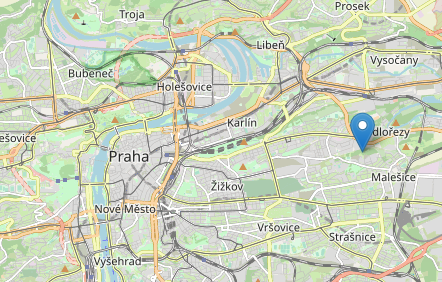 Troja
Prosek
Libeň
Vysočany
Bubeneč
Holešovice
Karlín
dlořezy
ešovice
Praha
Malešice
Žižkov
Nové Město
Vršovice
Strašnice
Vyšehrad